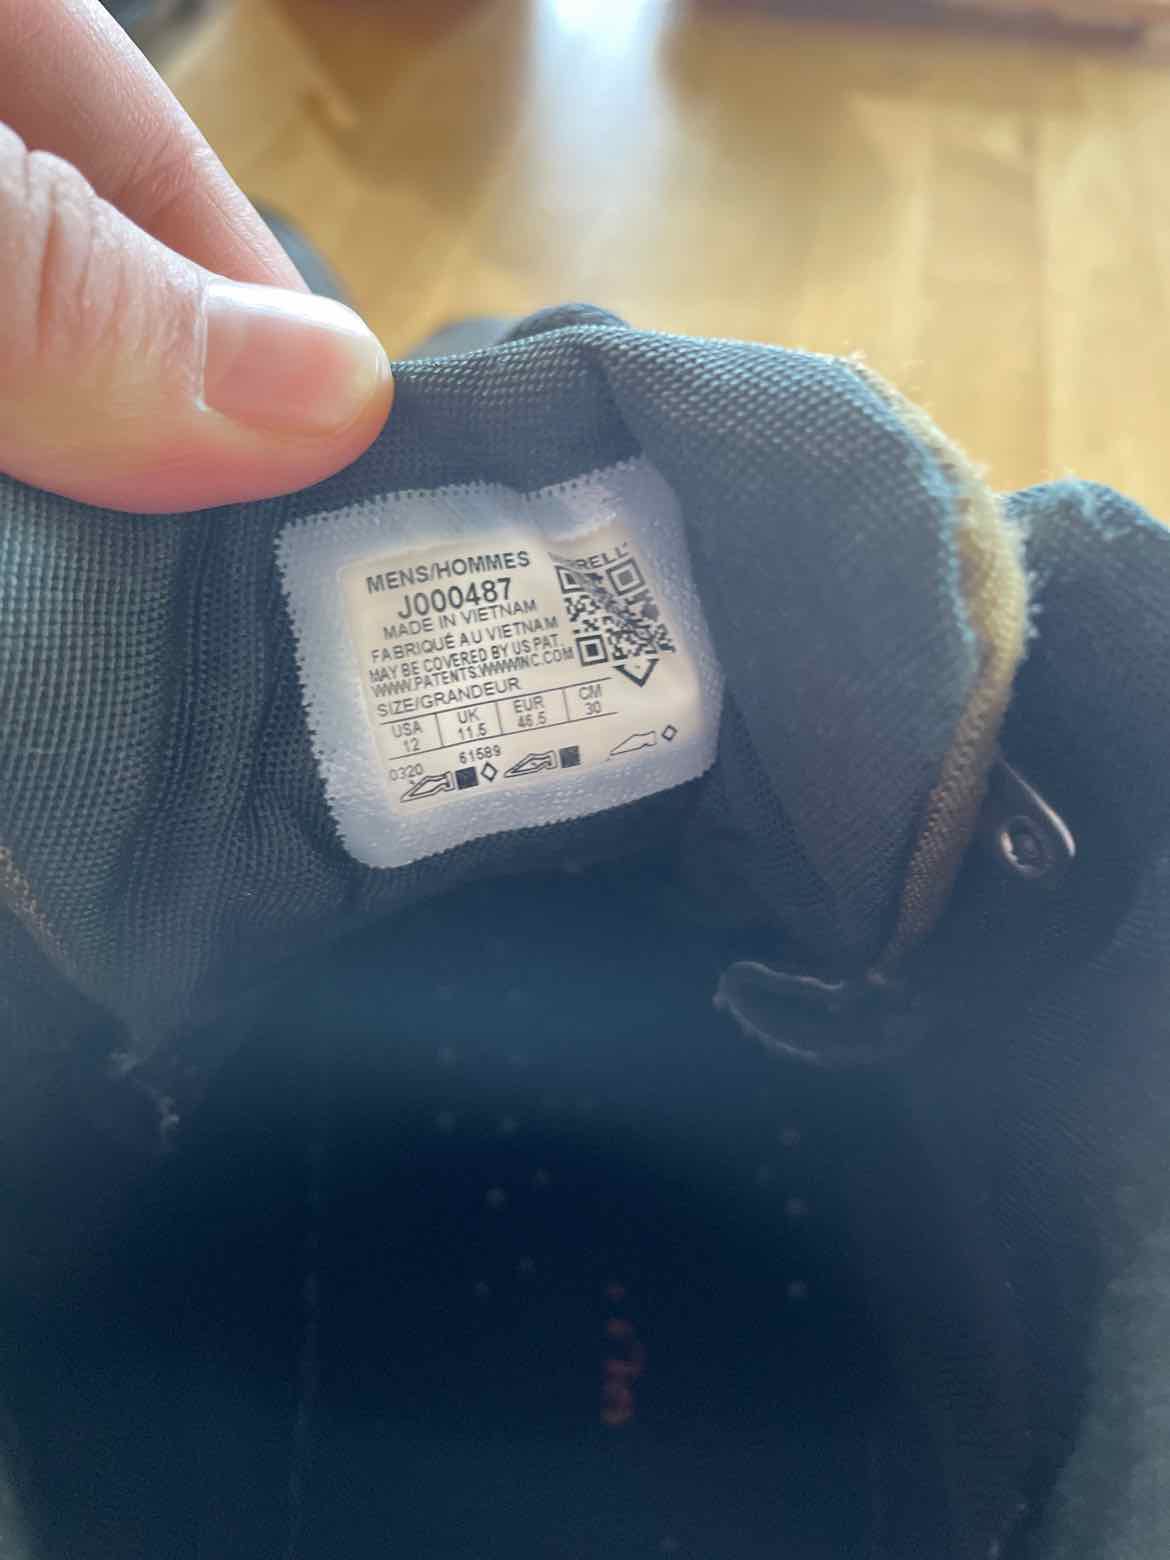 MENS/HOMMES
J000487
MADE IN VIETNAM
FABRIQUÉ AU VIETNAM
MAY BE COVERED BY US PAT.
WWW.PATENTS.WWWINC.COM
SIZE/GRANDEUR
USA UK EUR CM
12 11.5 46.5 30
0320 61589